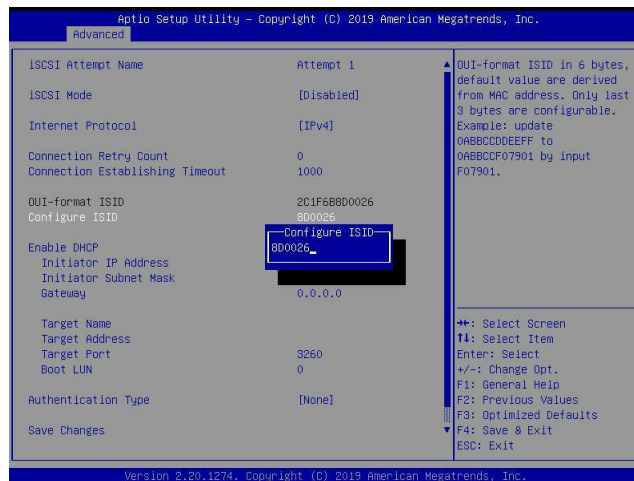 Aptio Setup Utility – Copyright (C) 2019 American Megatrends, Inc.
Advanced
iSCSI Attempt Name Attempt 1
iSCSI Mode [Disabled]
Internet Protocol [IPv4]
Connection Retry Count 0
Connection Establishing Timeout 1000
OUI-format ISID 2C1F6B8D0026
Configure ISID 8D0026
Configure ISID
8D0026_
Enable DHCP
Initiator IP Address
Initiator Subnet Mask
Gateway 0.0.0.0
Target Name
Target Address
Target Port 3260
Boot LUN 0
Authentication Type [None]
Save Changes
OUI-format ISID in 6 bytes,
default value are derived
from MAC address. Only last
3 bytes are configurable.
Example: update
0ABBCCDDEEFF to
0ABBCCF07901 by input
F07901.
→←: Select Screen
↑↓: Select Item
Enter: Select
+/-: Change Opt.
F1: General Help
F2: Previous Values
F3: Optimized Defaults
F4: Save & Exit
ESC: Exit
Version 2.20.1274. Copyright (C) 2019 American Megatrends, Inc.